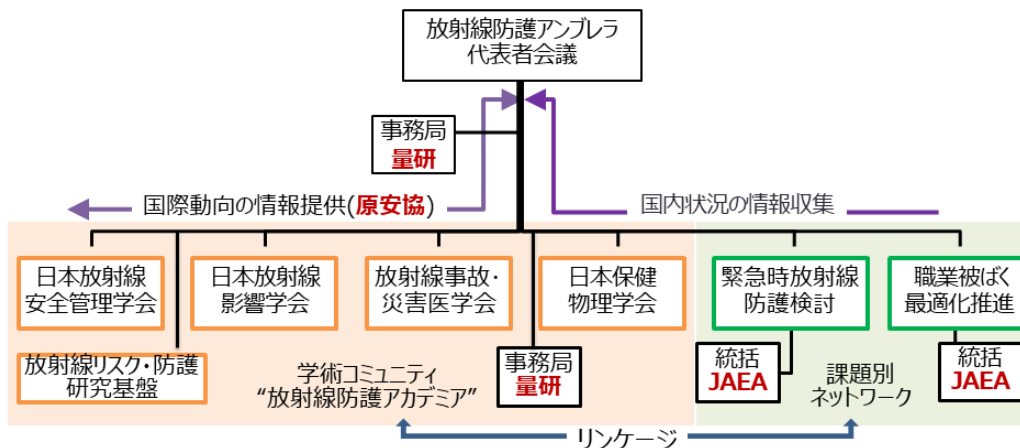 放射線防護アンブレラ
代表者会議
事務局
量研
国際動向の情報提供(原安協)
国内状況の情報収集
日本放射線
安全管理学会
日本放射線
影響学会
放射線事故・
災害医学会
日本保健
物理学会
緊急時放射線
防護検討
職業被ばく
最適化推進
放射線リスク・防護
研究基盤
学術コミュニティ
“放射線防護アカデミア”
事務局
量研
統括
JAEA
課題別
ネットワーク
統括
JAEA
リンケージ